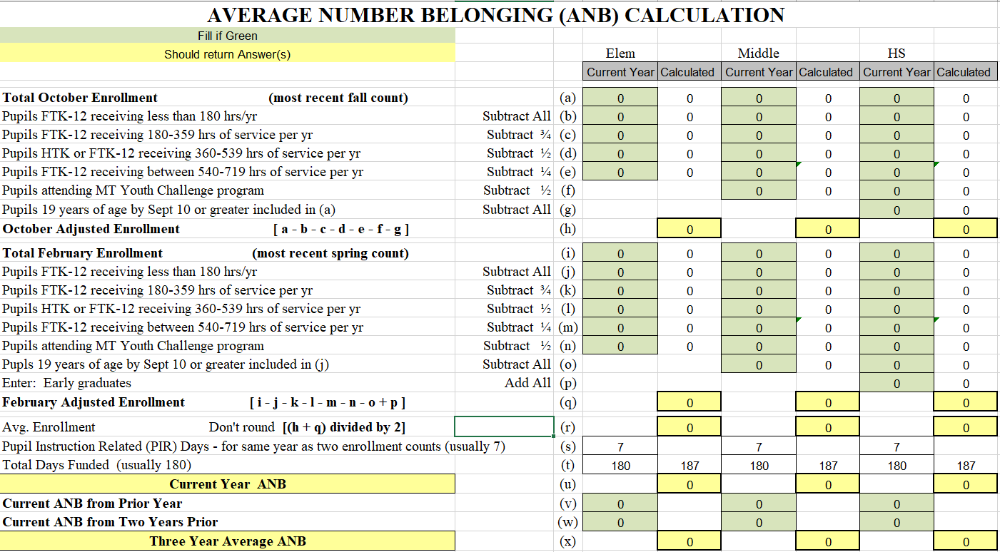 AVERAGE NUMBER BELONGING (ANB) CALCULATION
Fill if Green
Should return Answer(s)
Elem Middle HS
Current Year Calculated Current Year Calculated Current Year Calculated
Total October Enrollment (most recent fall count) (a) 0 0 0 0 0 0
Pupils FTK-12 receiving less than 180 hrs/yr Subtract All (b) 0 0 0 0 0 0
Pupils FTK-12 receiving 180-359 hrs of service per yr Subtract ¾ (c) 0 0 0 0 0 0
Pupils HTK or FTK-12 receiving 360-539 hrs of service per yr Subtract ½ (d) 0 0 0 0 0 0
Pupils FTK-12 receiving between 540-719 hrs of service per yr Subtract ¼ (e) 0 0 0 0 0 0
Pupils attending MT Youth Challenge program Subtract ½ (f) 0 0 0 0
Pupils 19 years of age by Sept 10 or greater included in (a) Subtract All (g) 0 0
October Adjusted Enrollment [ a - b - c - d - e - f - g ] (h) 0 0 0
Total February Enrollment (most recent spring count) (i) 0 0 0 0 0 0
Pupils FTK-12 receiving less than 180 hrs/yr Subtract All (j) 0 0 0 0 0 0
Pupils FTK-12 receiving 180-359 hrs of service per yr Subtract ¾ (k) 0 0 0 0 0 0
Pupils HTK or FTK-12 receiving 360-539 hrs of service per yr Subtract ½ (l) 0 0 0 0 0 0
Pupils FTK-12 receiving between 540-719 hrs of service per yr Subtract ¼ (m) 0 0 0 0 0 0
Pupils attending MT Youth Challenge program Subtract ½ (n) 0 0 0 0 0 0
Pupls 19 years of age by Sept 10 or greater included in (j) Subtract All (o) 0 0 0 0
Enter: Early graduates Add All (p) 0 0
February Adjusted Enrollment [ i - j - k - l - m - n - o + p ] (q) 0 0 0
Avg. Enrollment Don't round [(h + q) divided by 2] (r) 0 0 0
Pupil Instruction Related (PIR) Days - for same year as two enrollment counts (usually 7) (s) 7 7 7
Total Days Funded (usually 180) (t) 180 187 180 187 180 187
Current Year ANB (u) 0 0 0
Current ANB from Prior Year (v) 0 0 0
Current ANB from Two Years Prior (w) 0 0 0
Three Year Average ANB (x) 0 0 0